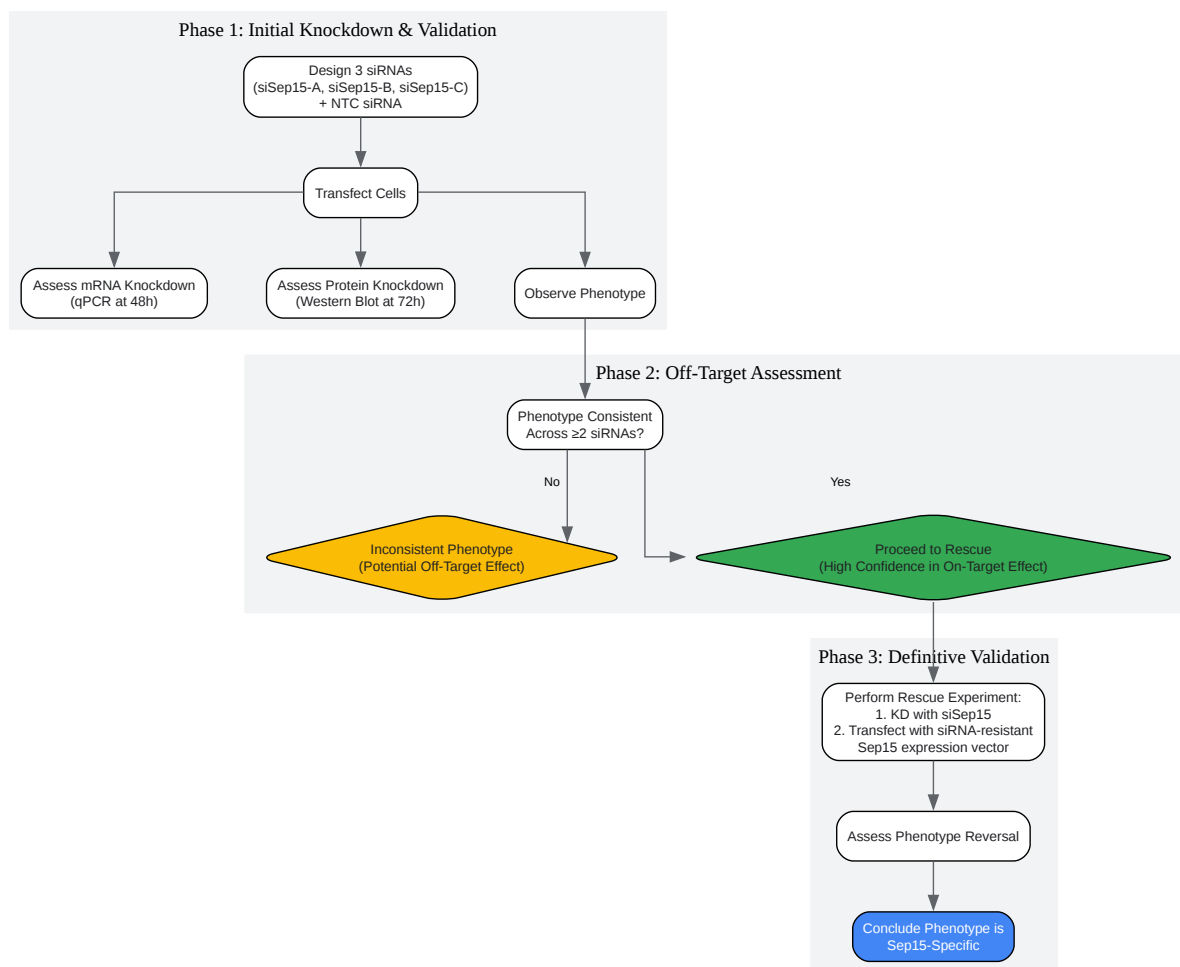 Phase 1: Initial Knockdown & Validation
Design 3 siRNAs
(siSep15-A, siSep15-B, siSep15-C)
+ NTC siRNA
Transfect Cells
Assess mRNA Knockdown
(qPCR at 48h)
Assess Protein Knockdown
(Western Blot at 72h)
Observe Phenotype
Phase 2: Off-Target Assessment
Phenotype Consistent
Across ≥2 siRNAs?
No
Yes
Inconsistent Phenotype
(Potential Off-Target Effect)
Proceed to Rescue
(High Confidence in On-Target Effect)
Phase 3: Definitive Validation
Perform Rescue Experiment:
1. KD with siSep15
2. Transfect with siRNA-resistant
Sep15 expression vector
Assess Phenotype Reversal
Conclude Phenotype is
Sep15-Specific